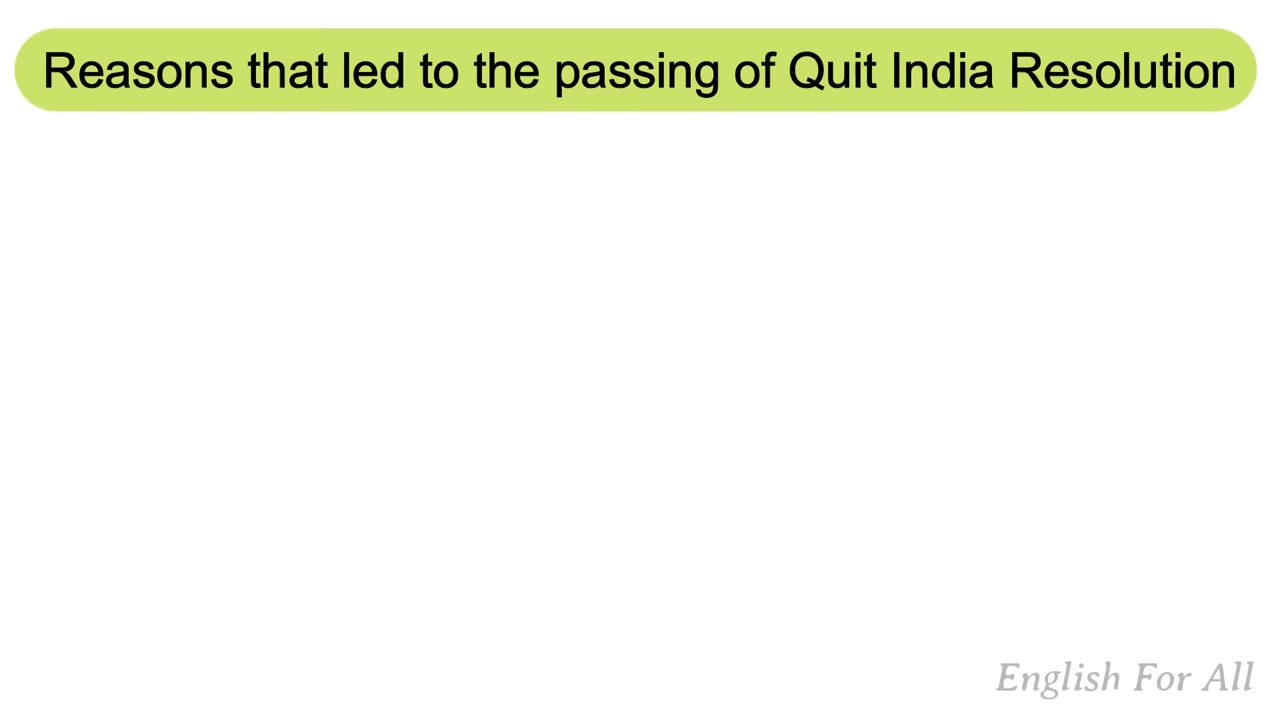 Reasons that led to the passing of Quit India Resolution
English For All